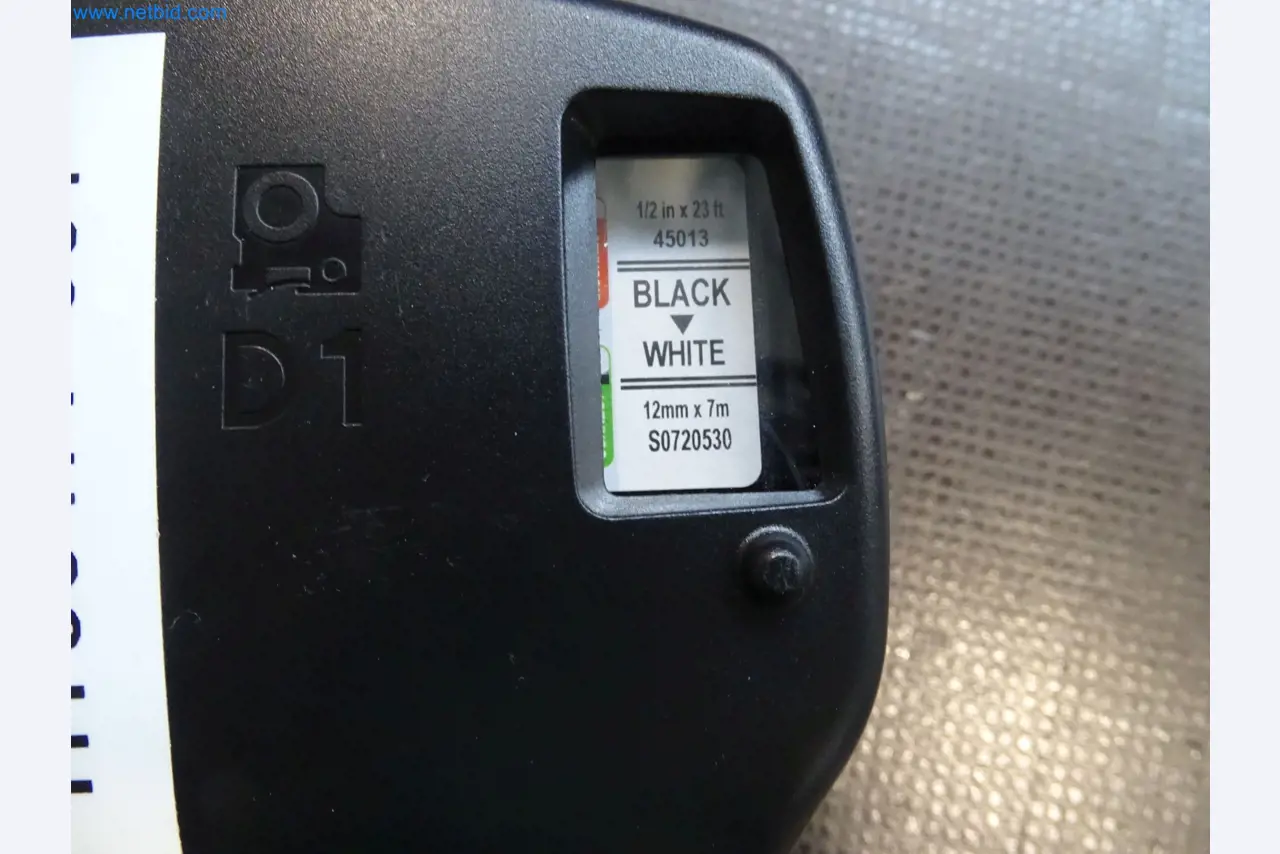 www.netbid.com
1/2 in x 23 ft
45013
BLACK
WHITE
12mm x 7m
S0720530
D1